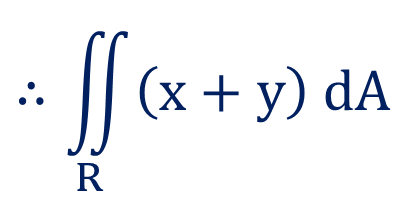 ∴ ∬ (x + y) dA
R